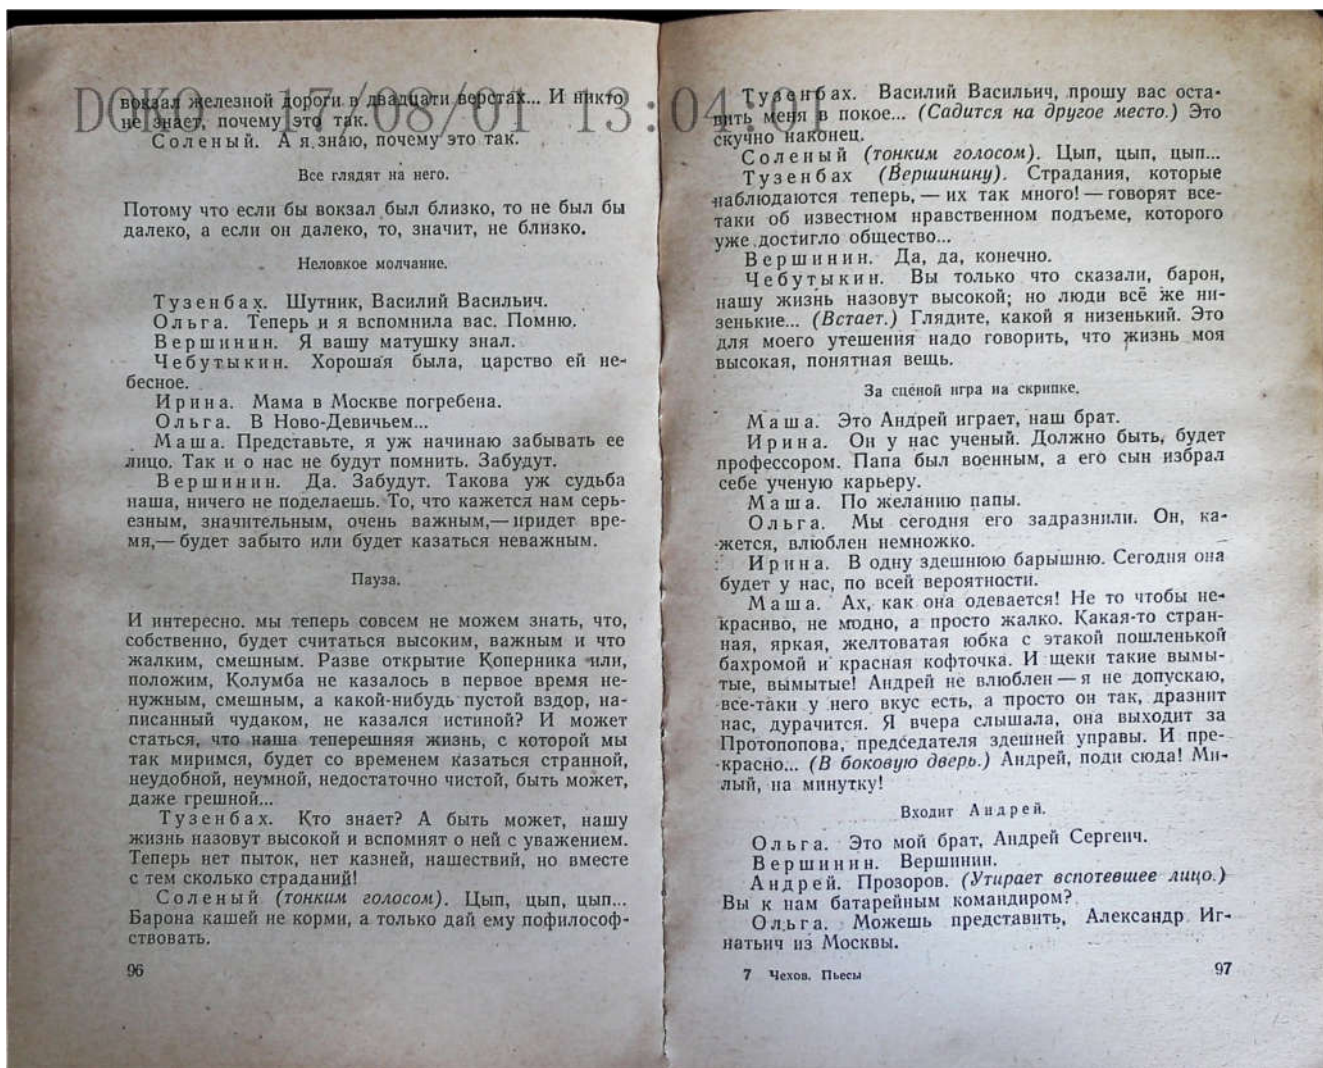 DOKO 17/08/01 13:04:01
вокзал железной дороги в двадцати верстах... И никто
не знает, почему это так.
Соленый. А я знаю, почему это так.
Все глядят на него.
Потому что если бы вокзал был близко, то не был бы
далеко, а если он далеко, то, значит, не близко.
Неловкое молчание.
Тузенбах. Шутник, Василий Васильич.
Ольга. Теперь и я вспомнила вас. Помню.
Вершинин. Я вашу матушку знал.
Чебутыкин. Хорошая была, царство ей не-
бесное.
Ирина. Мама в Москве погребена.
Ольга. В Ново-Девичьем...
Маша. Представьте, я уж начинаю забывать ее
лицо. Так и о нас не будут помнить. Забудут.
Вершинин. Да. Забудут. Такова уж судьба
наша, ничего не поделаешь. То, что кажется нам серь-
езным, значительным, очень важным,— придет вре-
мя,— будет забыто или будет казаться неважным.
Пауза.
И интересно. мы теперь совсем не можем знать, что,
собственно, будет считаться высоким, важным и что
жалким, смешным. Разве открытие Коперника или,
положим, Колумба не казалось в первое время не-
нужным, смешным, а какой-нибудь пустой вздор, на-
писанный чудаком, не казался истиной? И может
статься, что наша теперешняя жизнь, с которой мы
так миримся, будет со временем казаться странной,
неудобной, неумной, недостаточно чистой, быть может,
даже грешной...
Тузенбах. Кто знает? А быть может, нашу
жизнь назовут высокой и вспомнят о ней с уважением.
Теперь нет пыток, нет казней, нашествий, но вместе
с тем сколько страданий!
Соленый (тонким голосом). Цып, цып, цып...
Барона кашей не корми, а только дай ему пофилософ-
ствовать.
96
Тузенбах. Василий Васильич, прошу вас оста-
вить меня в покое... (Садится на другое место.) Это
скучно наконец.
Соленый (тонким голосом). Цып, цып, цып...
Тузенбах (Вершинину). Страдания, которые
наблюдаются теперь, — их так много! — говорят все-
таки об известном нравственном подъеме, которого
уже достигло общество...
Вершинин. Да, да, конечно.
Чебутыкин. Вы только что сказали, барон,
нашу жизнь назовут высокой; но люди всё же ни-
зенькие... (Встает.) Глядите, какой я низенький. Это
для моего утешения надо говорить, что жизнь моя
высокая, понятная вещь.
За сценой игра на скрипке.
Маша. Это Андрей играет, наш брат.
Ирина. Он у нас ученый. Должно быть, будет
профессором. Папа был военным, а его сын избрал
себе ученую карьеру.
Маша. По желанию папы.
Ольга. Мы сегодня его задразнили. Он, ка-
жется, влюблен немножко.
Ирина. В одну здешнюю барышню. Сегодня она
будет у нас, по всей вероятности.
Маша. Ах, как она одевается! Не то чтобы не-
красиво, не модно, а просто жалко. Какая-то стран-
ная, яркая, желтоватая юбка с этакой пошленькой
бахромой и красная кофточка. И щеки такие вымы-
тые, вымытые! Андрей не влюблен — я не допускаю,
все-таки у него вкус есть, а просто он так, дразнит
нас, дурачится. Я вчера слышала, она выходит за
Протопопова, председателя здешней управы. И пре-
красно... (В боковую дверь.) Андрей, поди сюда! Ми-
лый, на минутку!
Входит Андрей.
Ольга. Это мой брат, Андрей Сергеич.
Вершинин. Вершинин.
Андрей. Прозоров. (Утирает вспотевшее лицо.)
Вы к нам батарейным командиром?
Ольга. Можешь представить, Александр Иг-
натьич из Москвы.
7 Чехов. Пьесы
97